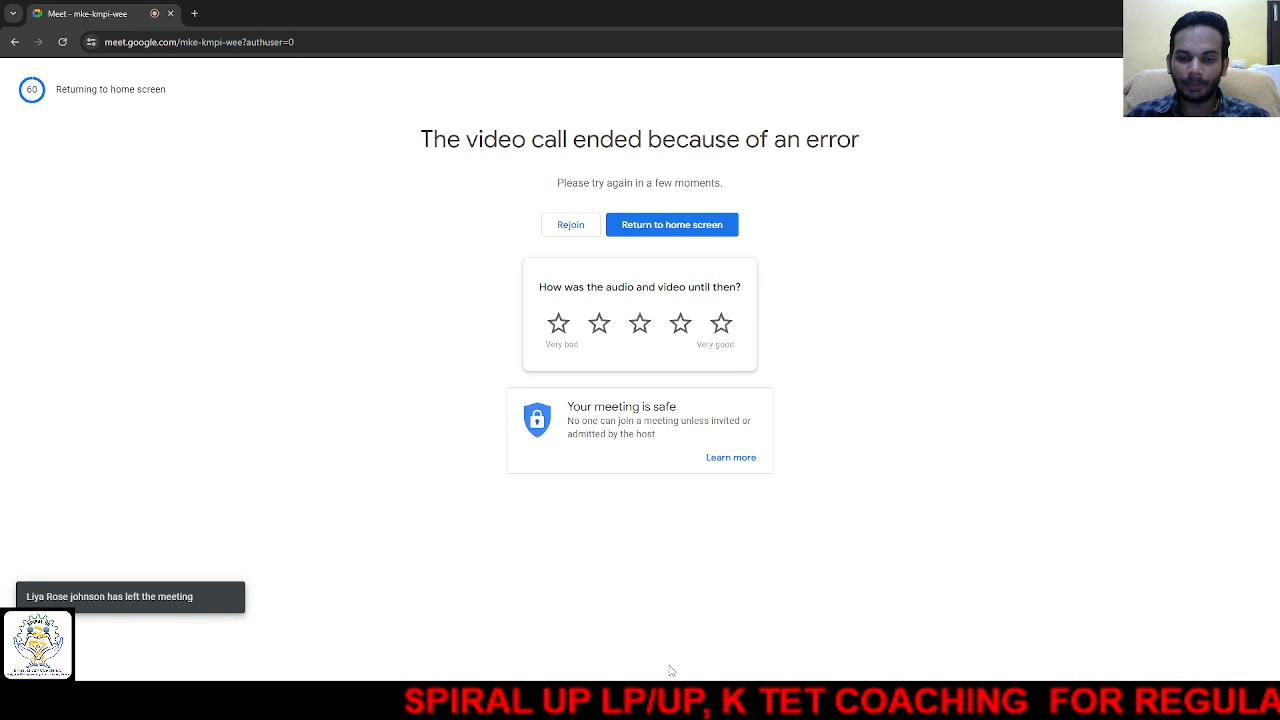 Meet - mke-kmpi-wee
meet.google.com/mke-kmpi-wee?authuser=0
60 Returning to home screen
The video call ended because of an error
Please try again in a few moments.
Rejoin Return to home screen
How was the audio and video until then?
Very bad Very good
Your meeting is safe
No one can join a meeting unless invited or
admitted by the host
Learn more
Liya Rose johnson has left the meeting
SPIRAL UP LP/UP, K TET COACHING FOR REGULA